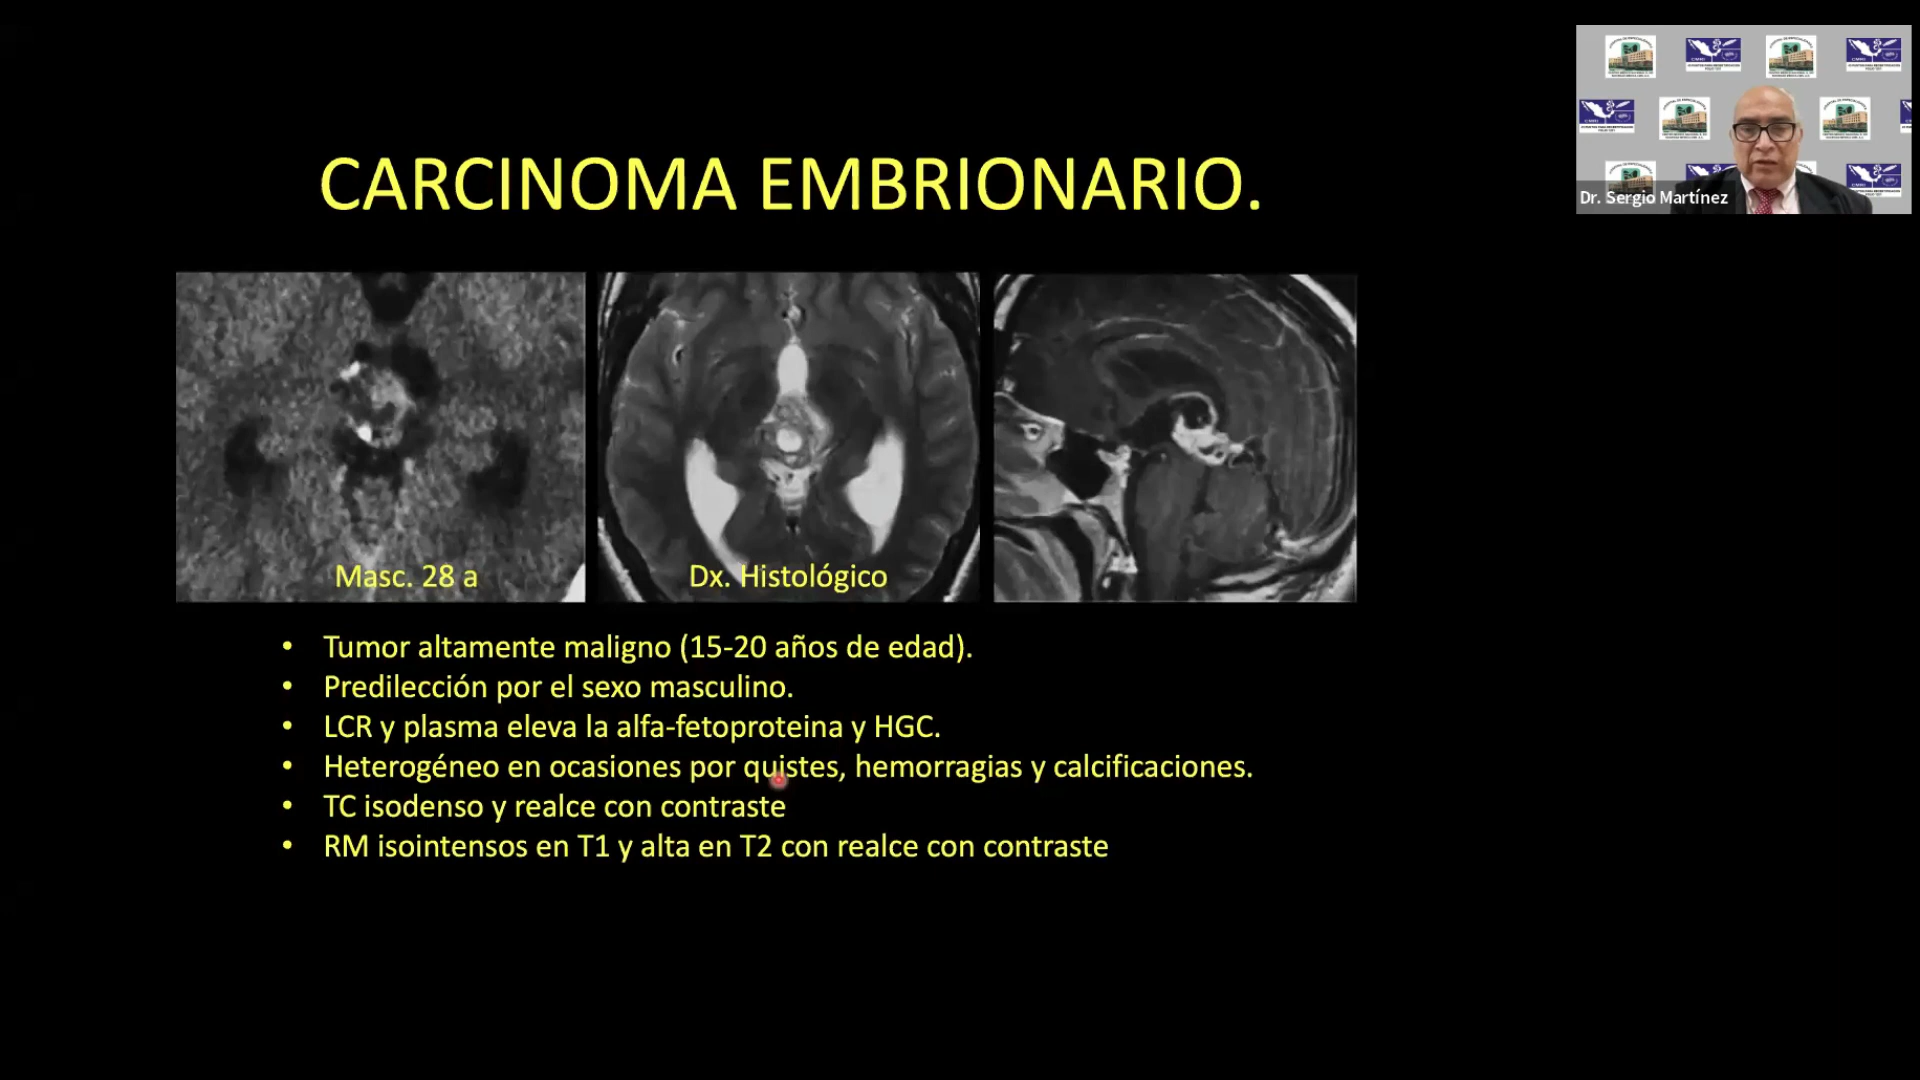 CARCINOMA EMBRIONARIO.
Dr. Sergio Martínez
Masc. 28 a
Dx. Histológico
• Tumor altamente maligno (15-20 años de edad).
• Predilección por el sexo masculino.
• LCR y plasma eleva la alfa-fetoproteina y HGC.
• Heterogéneo en ocasiones por quistes, hemorragias y calcificaciones.
• TC isodenso y realce con contraste
• RM isointensos en T1 y alta en T2 con realce con contraste